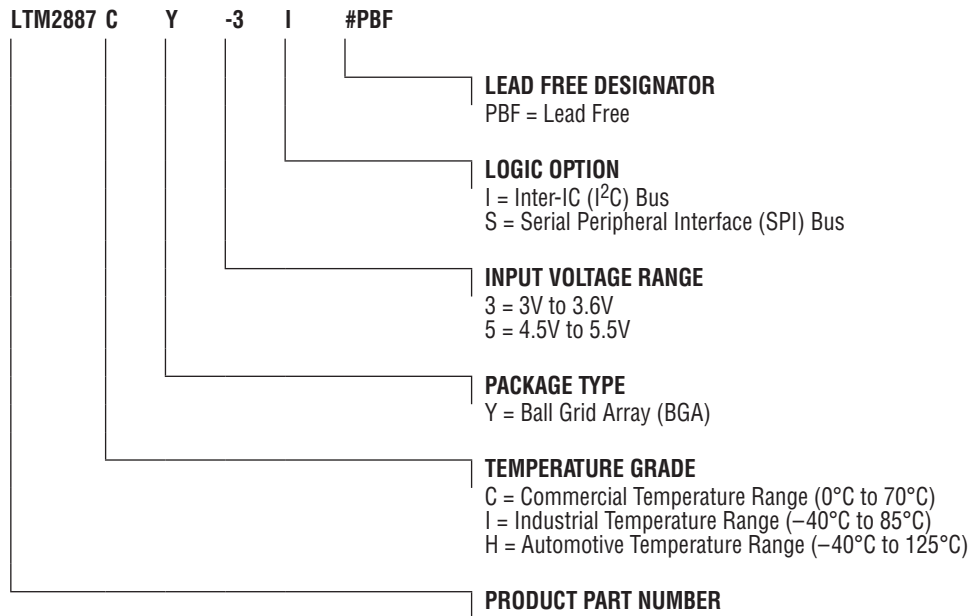 LTM2887 C Y -3 I #PBF
LEAD FREE DESIGNATOR
PBF = Lead Free
LOGIC OPTION
I = Inter-IC (I²C) Bus
S = Serial Peripheral Interface (SPI) Bus
INPUT VOLTAGE RANGE
3 = 3V to 3.6V
5 = 4.5V to 5.5V
PACKAGE TYPE
Y = Ball Grid Array (BGA)
TEMPERATURE GRADE
C = Commercial Temperature Range (0°C to 70°C)
I = Industrial Temperature Range (–40°C to 85°C)
H = Automotive Temperature Range (–40°C to 125°C)
PRODUCT PART NUMBER